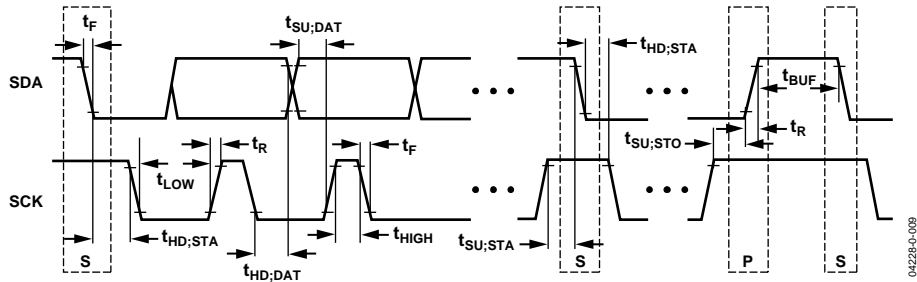 tF
tSU;DAT
tHD;STA
SDA
tBUF
tR
tF
tSU;STO
tR
tLOW
SCK
tHD;STA
tHIGH
tSU;STA
tHD;DAT
S
S
P
S
04228-0-009